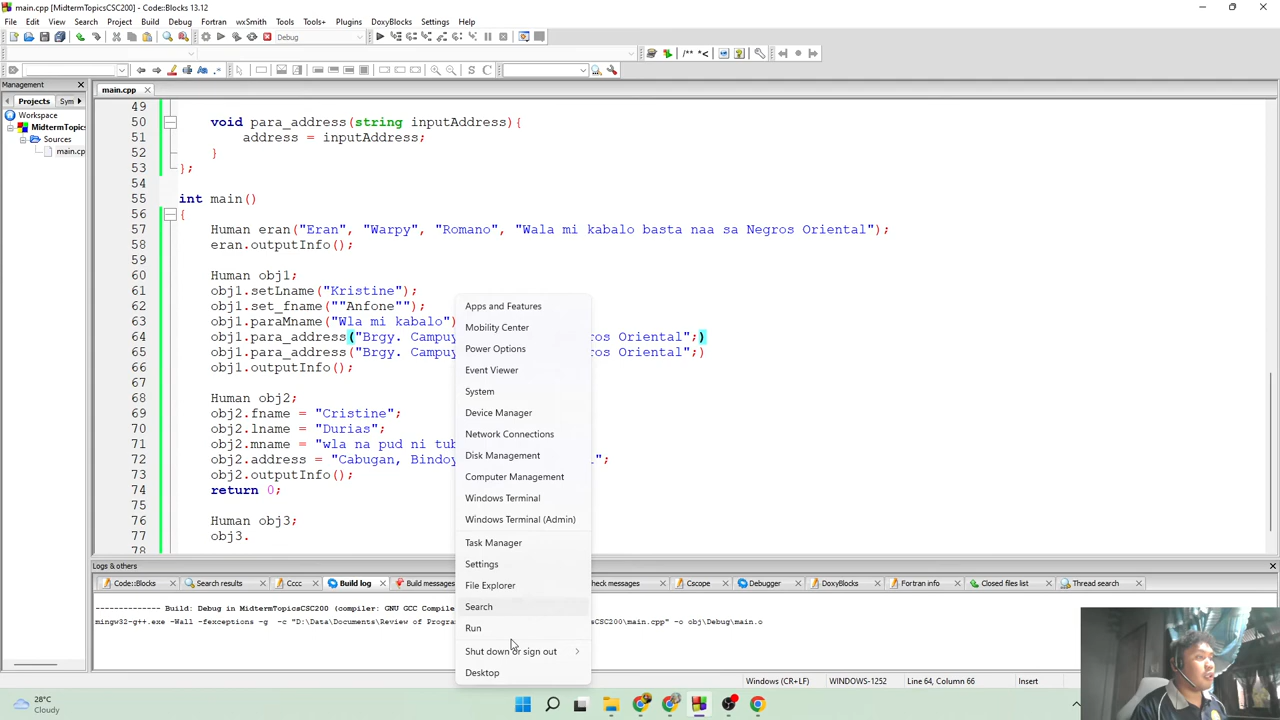 main.cpp [MidtermTopicsCSC200] - Code::Blocks 13.12
File Edit View Search Project Build Debug Fortran wxSmith Tools Tools+ Plugins DoxyBlocks Settings Help
Debug
/** *<
S C
Management
main.cpp
Projects Sym
Workspace
MidtermTopics
Sources
main.cp
49
50 void para_address(string inputAddress){
51 address = inputAddress;
52 }
53 };
54
55 int main()
56 {
57 Human eran("Eran", "Warpy", "Romano", "Wala mi kabalo basta naa sa Negros Oriental");
58 eran.outputInfo();
59
60 Human obj1;
61 obj1.setLname("Kristine");
62 obj1.set_fname(""Anfone"");
63 obj1.paraMname("Wla mi kabalo")
64 obj1.para_address("Brgy. Campuy ros Oriental";)
65 obj1.para_address("Brgy. Campuy ros Oriental";)
66 obj1.outputInfo();
67
68 Human obj2;
69 obj2.fname = "Cristine";
70 obj2.lname = "Durias";
71 obj2.mname = "wla na pud ni tub
72 obj2.address = "Cabugan, Bindoy ";
73 obj2.outputInfo();
74 return 0;
75
76 Human obj3;
77 obj3.
78
Apps and Features
Mobility Center
Power Options
Event Viewer
System
Device Manager
Network Connections
Disk Management
Computer Management
Windows Terminal
Windows Terminal (Admin)
Task Manager
Settings
File Explorer
Search
Run
Shut down or sign out
Desktop
Logs & others
Code::Blocks Search results Cccc Build log Build messages check messages Cscope Debugger DoxyBlocks Fortran info Closed files list Thread search
-------------- Build: Debug in MidtermTopicsCSC200 (compiler: GNU GCC Compile
mingw32-g++.exe -Wall -fexceptions -g -c "D:\Data\Documents\Review of Progra CSC200\main.cpp" -o obj\Debug\main.o
Windows (CR+LF) WINDOWS-1252 Line 64, Column 66 Insert
28°C
Cloudy